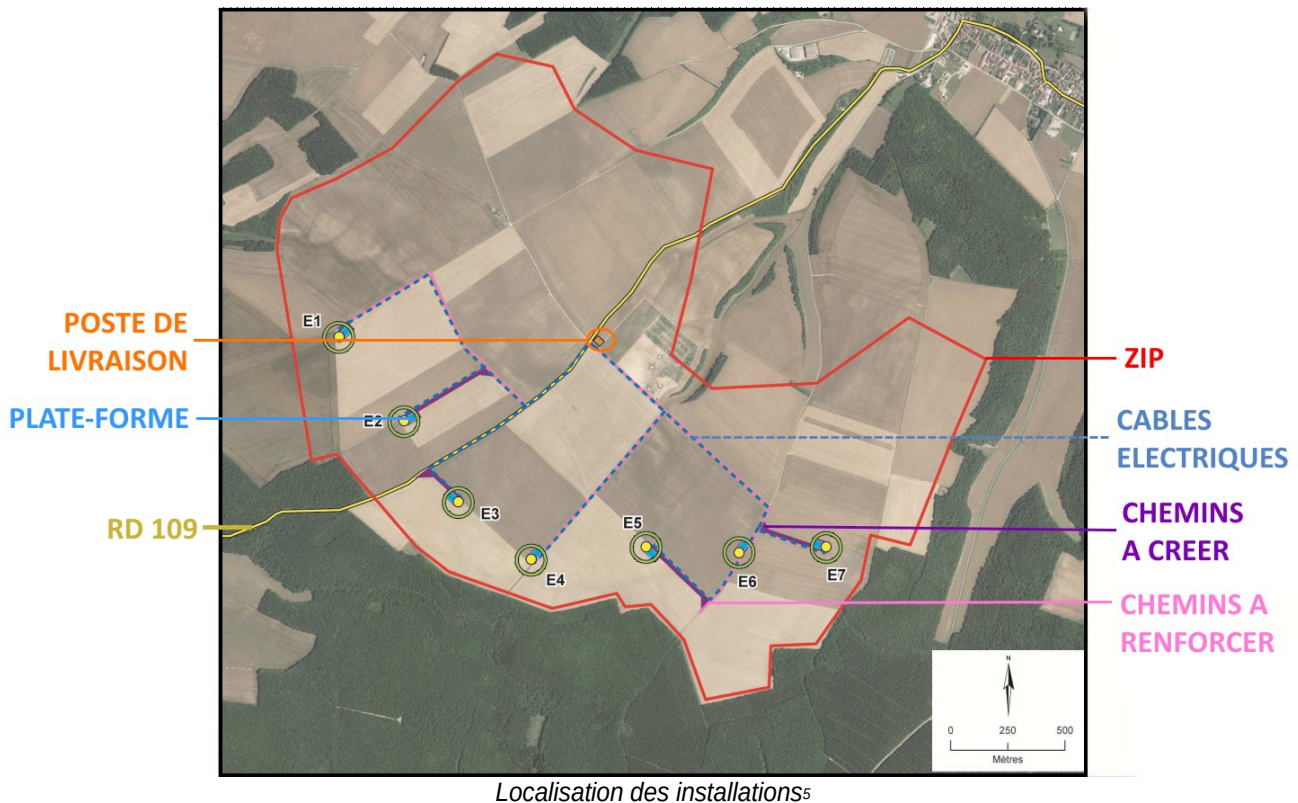 E1
POSTE DE
LIVRAISON
ZIP
PLATE-FORME
E2
CABLES
ELECTRIQUES
RD 109
E3
E5
CHEMINS
A CREER
E4
E6
E7
CHEMINS A
RENFORCER
N
0 250 500
Mètres
Localisation des installations5